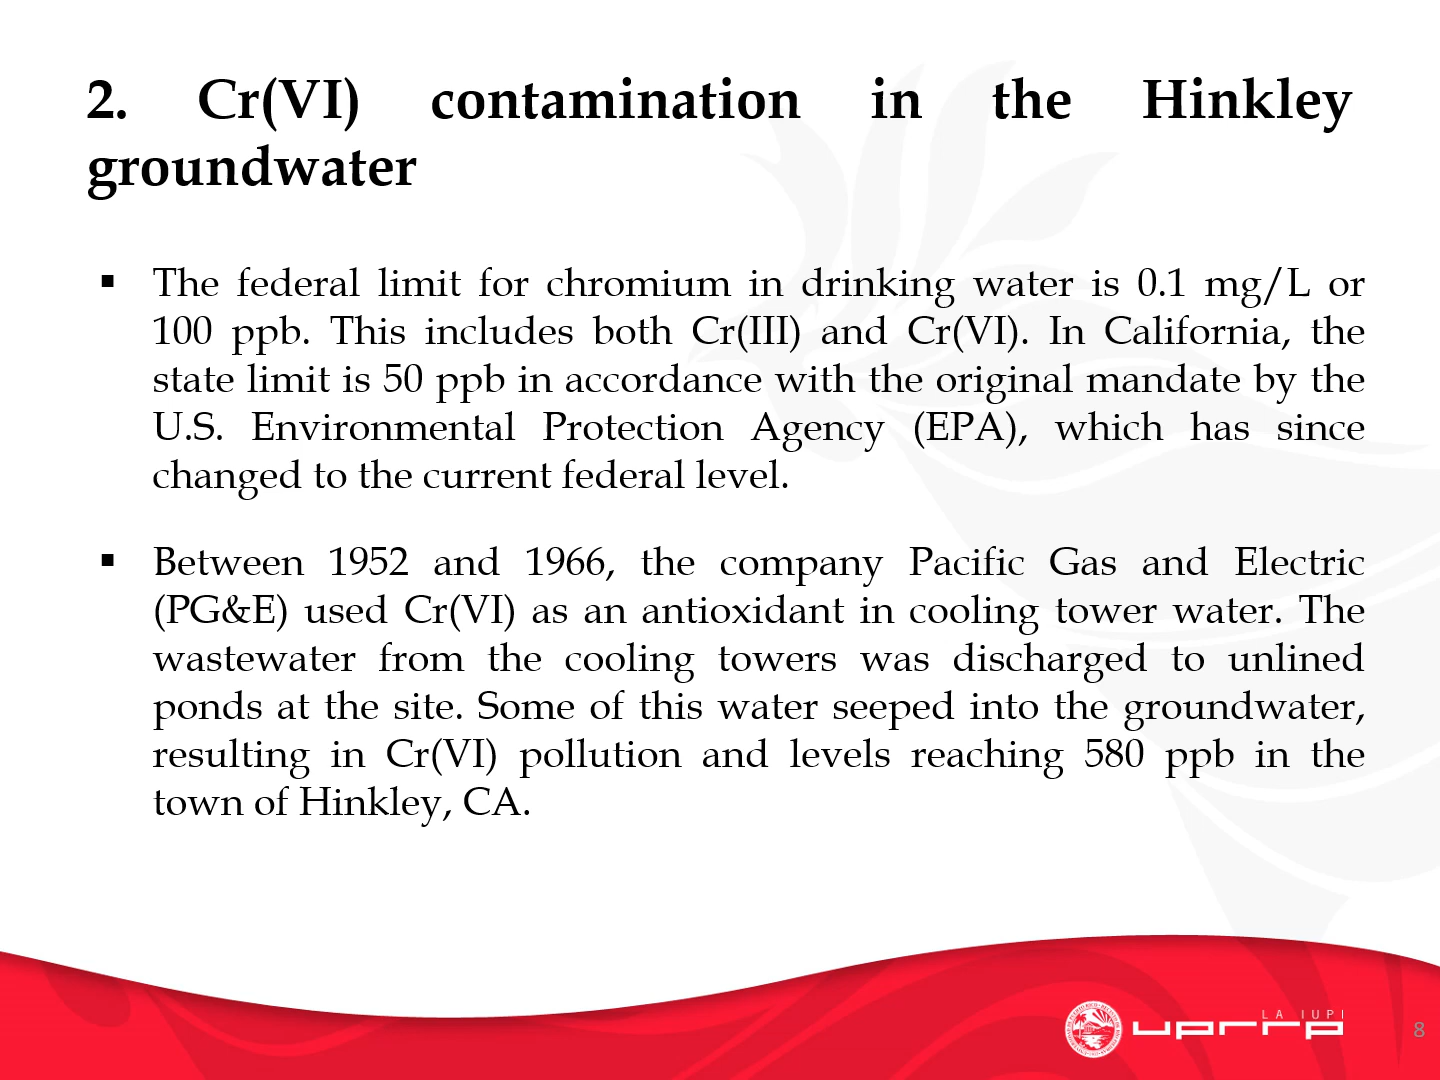 2. Cr(VI) contamination in the Hinkley
groundwater
▪ The federal limit for chromium in drinking water is 0.1 mg/L or
100 ppb. This includes both Cr(III) and Cr(VI). In California, the
state limit is 50 ppb in accordance with the original mandate by the
U.S. Environmental Protection Agency (EPA), which has since
changed to the current federal level.
▪ Between 1952 and 1966, the company Pacific Gas and Electric
(PG&E) used Cr(VI) as an antioxidant in cooling tower water. The
wastewater from the cooling towers was discharged to unlined
ponds at the site. Some of this water seeped into the groundwater,
resulting in Cr(VI) pollution and levels reaching 580 ppb in the
town of Hinkley, CA.
LA IUPI
uprrp
8